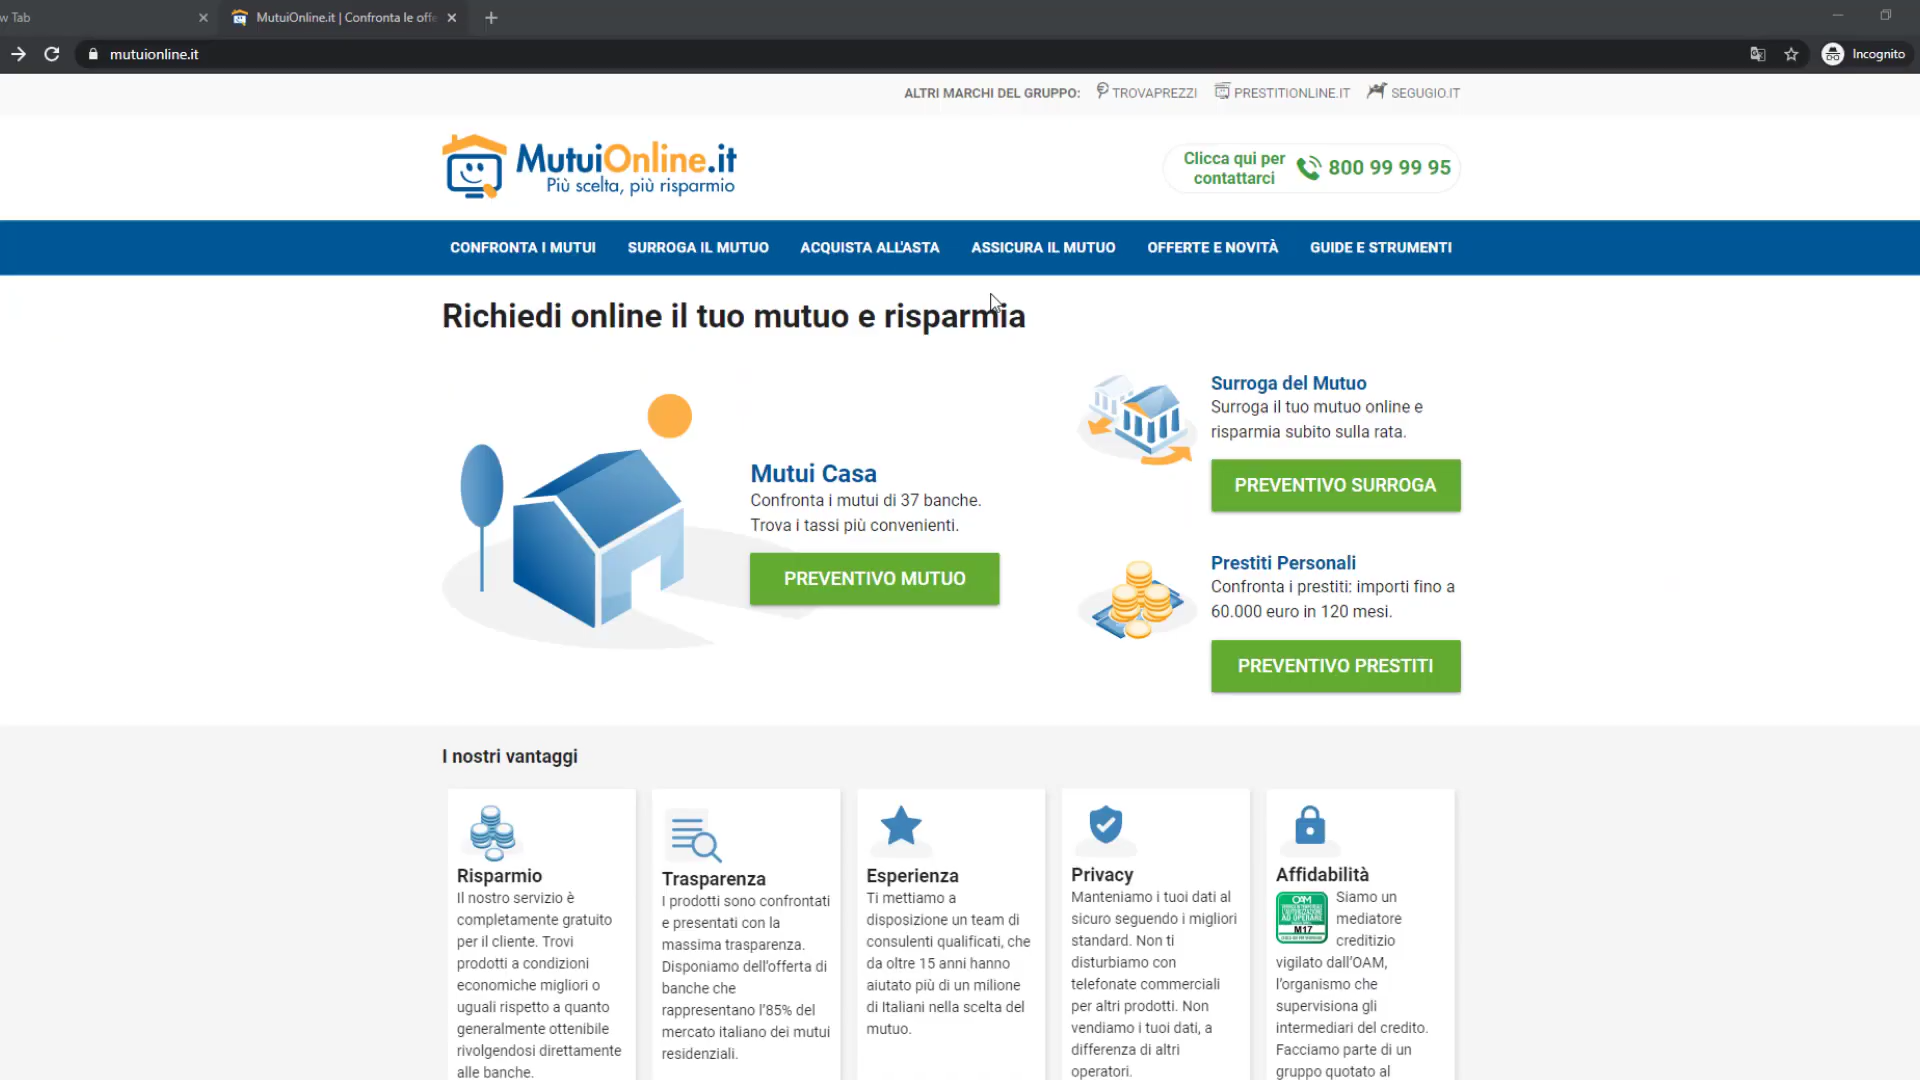 w Tab
MutuiOnline.it | Confronta le offe
mutuionline.it
Incognito
ALTRI MARCHI DEL GRUPPO: TROVAPREZZI PRESTITIONLINE.IT SEGUGIO.IT
MutuiOnline.it
Più scelta, più risparmio
Clicca qui per
contattarci
800 99 99 95
CONFRONTA I MUTUI SURROGA IL MUTUO ACQUISTA ALL'ASTA ASSICURA IL MUTUO OFFERTE E NOVITÀ GUIDE E STRUMENTI
Richiedi online il tuo mutuo e risparmia
Mutui Casa
Confronta i mutui di 37 banche.
Trova i tassi più convenienti.
PREVENTIVO MUTUO
Surroga del Mutuo
Surroga il tuo mutuo online e
risparmia subito sulla rata.
PREVENTIVO SURROGA
Prestiti Personali
Confronta i prestiti: importi fino a
60.000 euro in 120 mesi.
PREVENTIVO PRESTITI
I nostri vantaggi
Risparmio
Il nostro servizio è
completamente gratuito
per il cliente. Trovi
prodotti a condizioni
economiche migliori o
uguali rispetto a quanto
generalmente ottenibile
rivolgendosi direttamente
alle banche.
Trasparenza
I prodotti sono confrontati
e presentati con la
massima trasparenza.
Disponiamo dell'offerta di
banche che
rappresentano l'85% del
mercato italiano dei mutui
residenziali.
Esperienza
Ti mettiamo a
disposizione un team di
consulenti qualificati, che
da oltre 15 anni hanno
aiutato più di un milione
di Italiani nella scelta del
mutuo.
Privacy
Manteniamo i tuoi dati al
sicuro seguendo i migliori
standard. Non ti
disturbiamo con
telefonate commerciali
per altri prodotti. Non
vendiamo i tuoi dati, a
differenza di altri
operatori.
Affidabilità
OAM
AD OPERARE
M17
Siamo un
mediatore
creditizio
vigilato dall'OAM,
l'organismo che
supervisiona gli
intermediari del credito.
Facciamo parte di un
gruppo quotato al